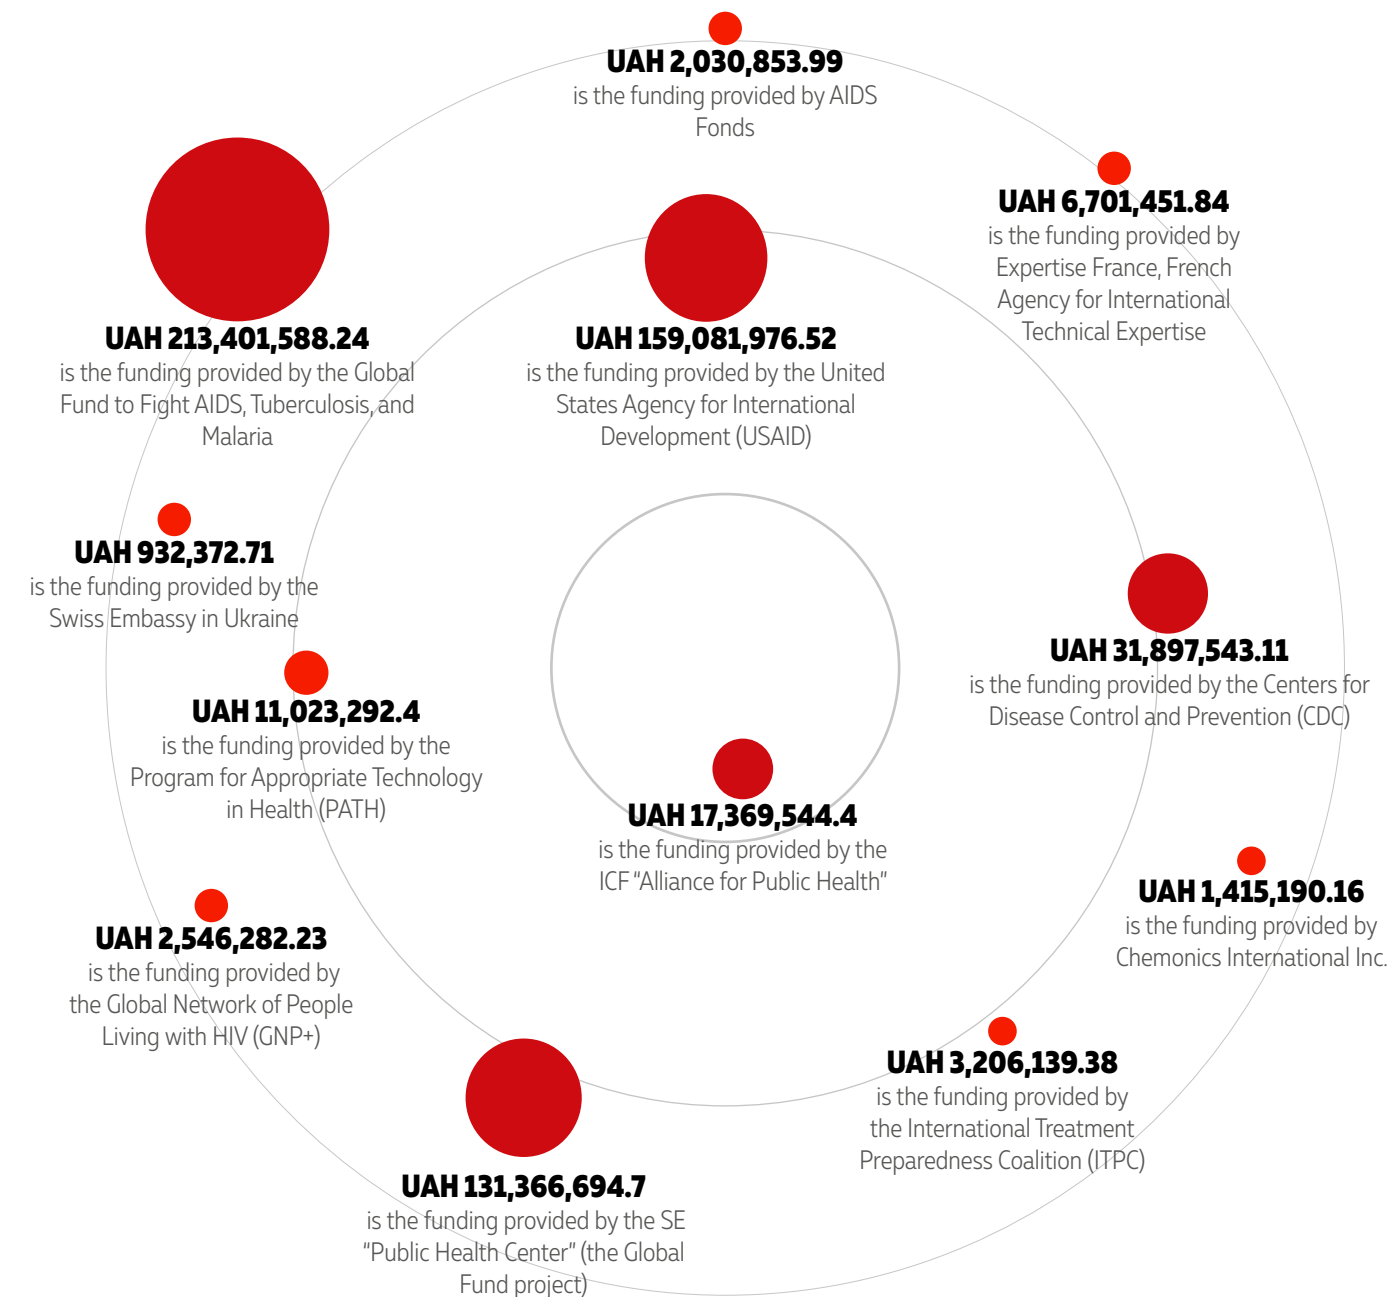 UAH 2,030,853.99
is the funding provided by AIDS
Fonds
UAH 6,701,451.84
is the funding provided by
Expertise France, French
Agency for International
Technical Expertise
UAH 213,401,588.24
is the funding provided by the Global
Fund to Fight AIDS, Tuberculosis, and
Malaria
UAH 159,081,976.52
is the funding provided by the United
States Agency for International
Development (USAID)
UAH 932,372.71
is the funding provided by the
Swiss Embassy in Ukraine
UAH 31,897,543.11
is the funding provided by the Centers for
Disease Control and Prevention (CDC)
UAH 11,023,292.4
is the funding provided by the
Program for Appropriate Technology
in Health (PATH)
UAH 17,369,544.4
is the funding provided by the
ICF “Alliance for Public Health”
UAH 1,415,190.16
is the funding provided by
Chemonics International Inc.
UAH 2,546,282.23
is the funding provided by
the Global Network of People
Living with HIV (GNP+)
UAH 3,206,139.38
is the funding provided by
the International Treatment
Preparedness Coalition (ITPC)
UAH 131,366,694.7
is the funding provided by the SE
“Public Health Center” (the Global
Fund project)